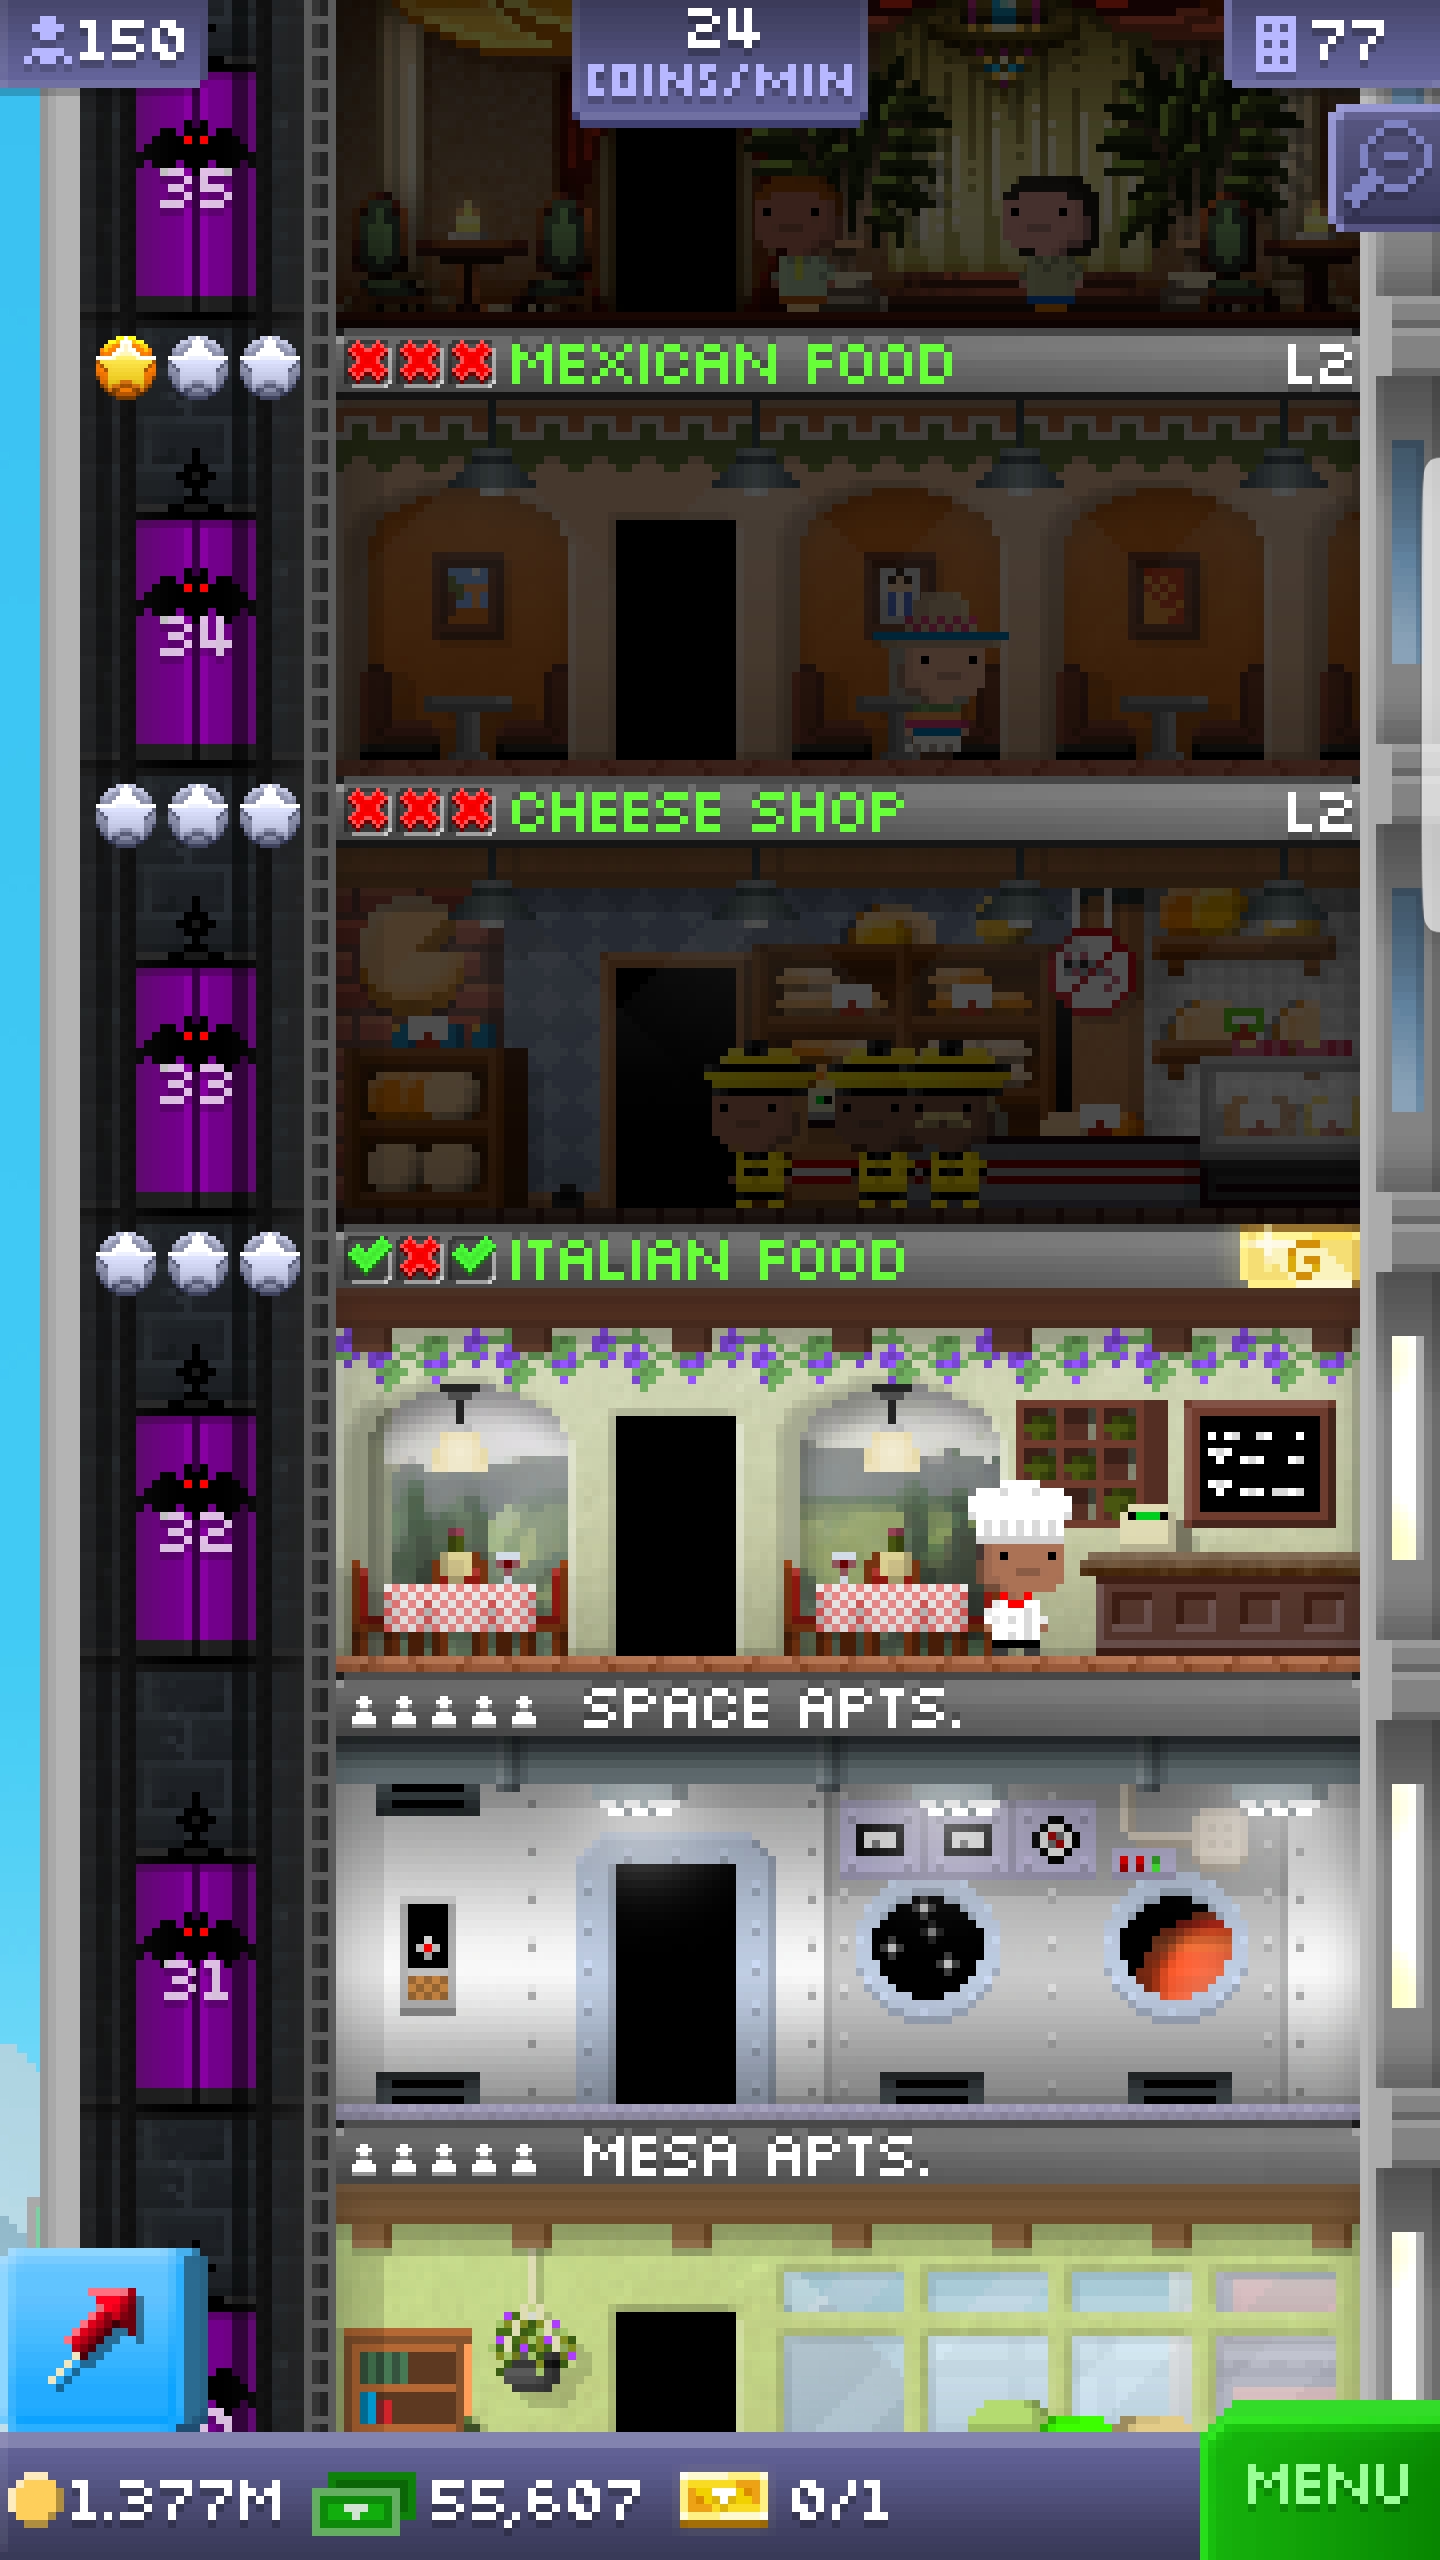 150
24
COINS/MIN
77
35
MEXICAN FOOD L2
34
CHEESE SHOP L2
33
ITALIAN FOOD G
32
SPACE APTS.
31
MESA APTS.
1.377M 55,607 0/1
MENU